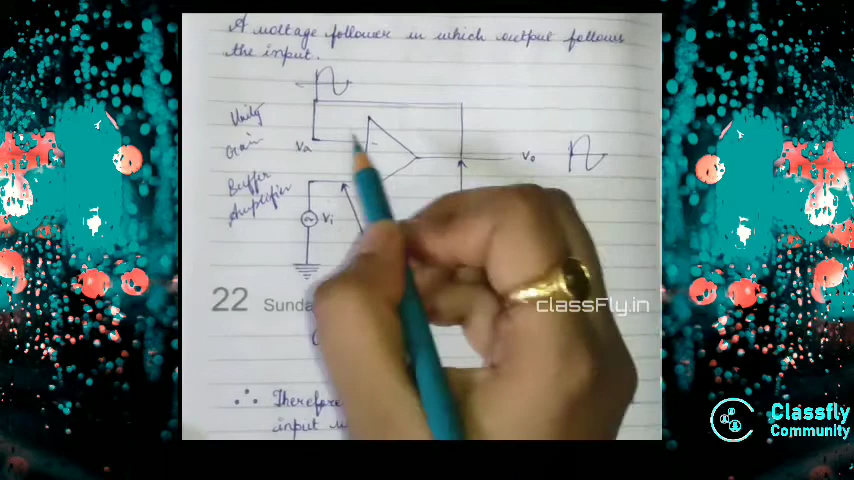 A voltage follower in which output follows
the input.
Unity
Gain
Buffer
Amplifier
Va
-
Vo
Vi
22 Sunda
classFly.in
∴ Therefore
input
Classfly
Community